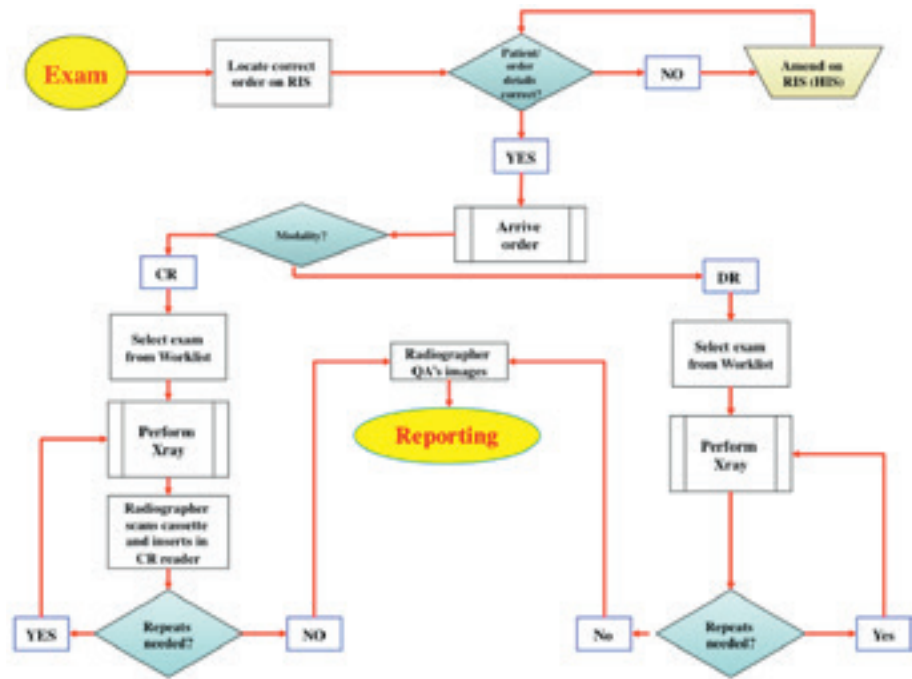 Exam
Locate correct
order on RIS
Patient/
order
details
correct?
NO
Amend on
RIS (HIS)
YES
Arrive
order
Modality?
CR
DR
Select exam
from Worklist
Radiographer
QA's images
Select exam
from Worklist
Reporting
Perform
Xray
Perform
Xray
Radiographer
scans cassette
and inserts in
CR reader
YES
Repeats
needed?
NO
No
Repeats
needed?
Yes